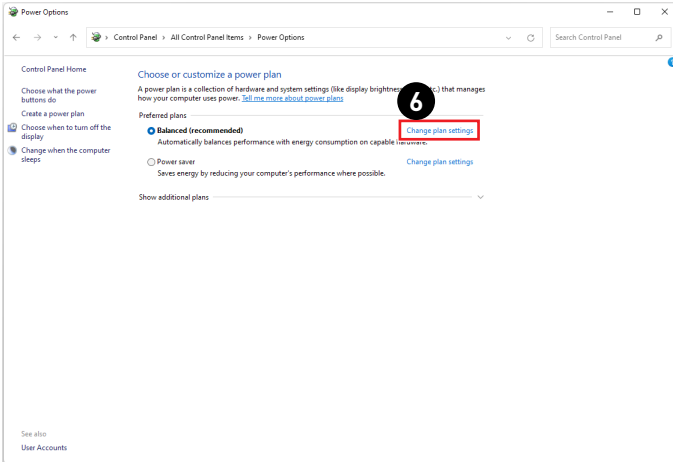 Power Options
Control Panel > All Control Panel Items > Power Options
Search Control Panel
Control Panel Home
Choose what the power
buttons do
Create a power plan
Choose when to turn off the
display
Change when the computer
sleeps
Choose or customize a power plan
A power plan is a collection of hardware and system settings (like display brightness, etc.) that manages
how your computer uses power. Tell me more about power plans
6
Preferred plans
Balanced (recommended)
Change plan settings
Automatically balances performance with energy consumption on capable hardware.
Power saver
Change plan settings
Saves energy by reducing your computer's performance where possible.
Show additional plans
See also
User Accounts